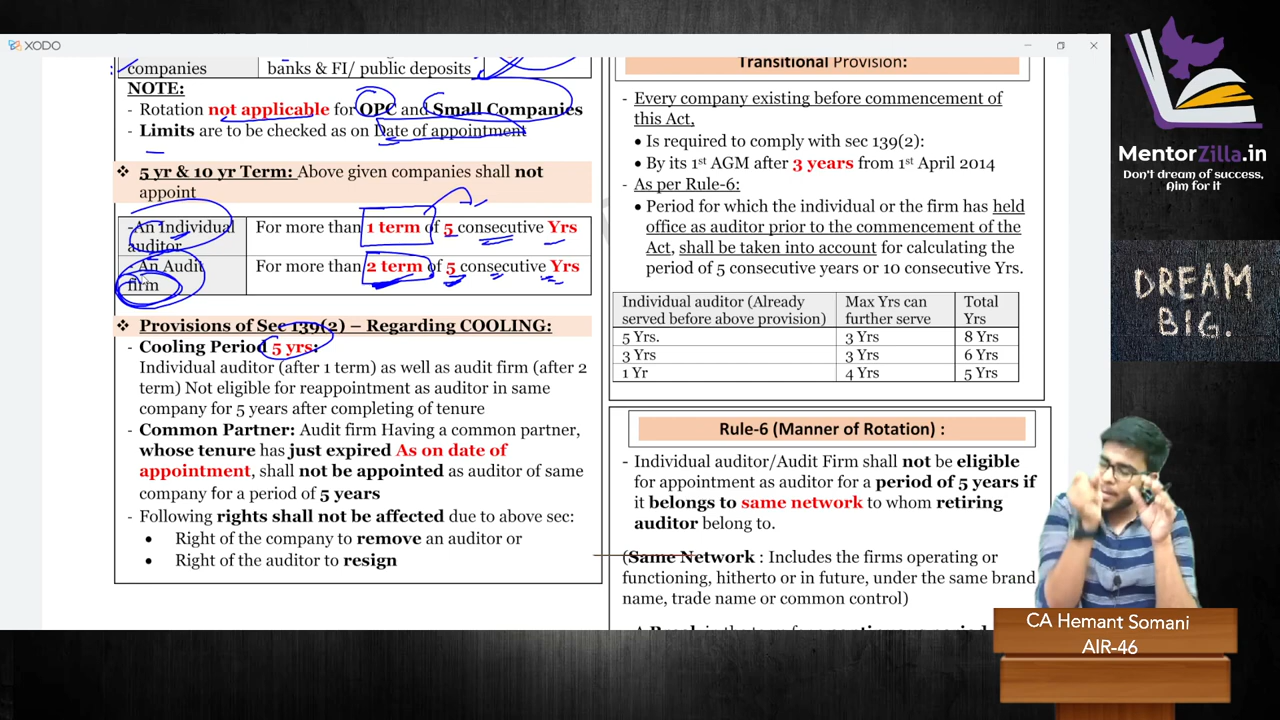 XODO
companies
banks & FI/ public deposits
NOTE:
- Rotation not applicable for OPC and Small Companies
- Limits are to be checked as on Date of appointment
❖ 5 yr & 10 yr Term: Above given companies shall not
appoint
-An Individual
auditor
For more than 1 term of 5 consecutive Yrs
- An Audit
firm
For more than 2 term of 5 consecutive Yrs
❖ Provisions of Sec 139(2) – Regarding COOLING:
- Cooling Period 5 yrs:
Individual auditor (after 1 term) as well as audit firm (after 2
term) Not eligible for reappointment as auditor in same
company for 5 years after completing of tenure
- Common Partner: Audit firm Having a common partner,
whose tenure has just expired As on date of
appointment, shall not be appointed as auditor of same
company for a period of 5 years
- Following rights shall not be affected due to above sec:
• Right of the company to remove an auditor or
• Right of the auditor to resign
Transitional Provision:
- Every company existing before commencement of
this Act,
• Is required to comply with sec 139(2):
• By its 1st AGM after 3 years from 1st April 2014
- As per Rule-6:
• Period for which the individual or the firm has held
office as auditor prior to the commencement of the
Act, shall be taken into account for calculating the
period of 5 consecutive years or 10 consecutive Yrs.
Individual auditor (Already
served before above provision)
Max Yrs can
further serve
Total
Yrs
5 Yrs. 3 Yrs 8 Yrs
3 Yrs 3 Yrs 6 Yrs
1 Yr 4 Yrs 5 Yrs
Rule-6 (Manner of Rotation) :
- Individual auditor/Audit Firm shall not be eligible
for appointment as auditor for a period of 5 years if
it belongs to same network to whom retiring
auditor belong to.
(Same Network : Includes the firms operating or
functioning, hitherto or in future, under the same brand
name, trade name or common control)
MentorZilla.in
Don't dream of success,
Aim for it
DREAM
BIG.
CA Hemant Somani
AIR-46